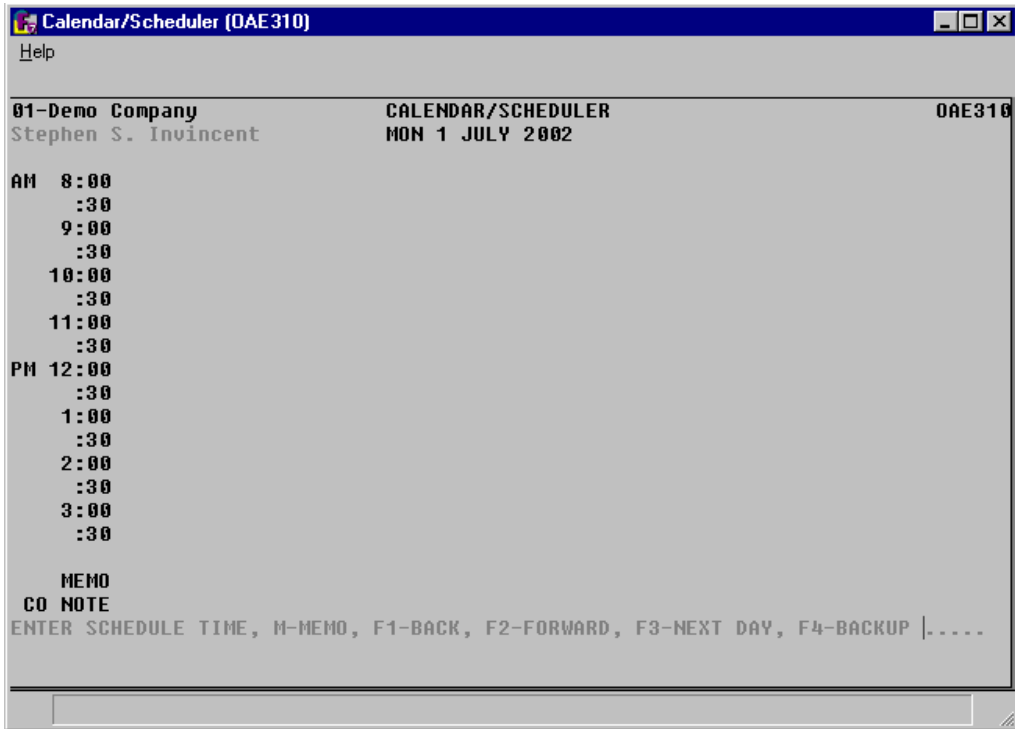 Calendar/Scheduler (OAE310)
Help
01-Demo Company CALENDAR/SCHEDULER OAE310
Stephen S. Invincent MON 1 JULY 2002
AM 8:00
:30
9:00
:30
10:00
:30
11:00
:30
PM 12:00
:30
1:00
:30
2:00
:30
3:00
:30
MEMO
CO NOTE
ENTER SCHEDULE TIME, M-MEMO, F1-BACK, F2-FORWARD, F3-NEXT DAY, F4-BACKUP .....